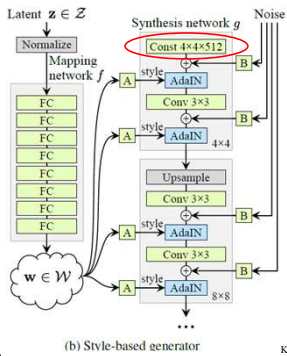 Latent z ∈ Z
Normalize
Mapping
network f
FC
FC
FC
FC
FC
FC
FC
FC
w ∈ W
Synthesis network g
Noise
Const 4×4×512
B
A
style
AdaIN
Conv 3×3
B
A
style
AdaIN
4×4
Upsample
Conv 3×3
B
A
style
AdaIN
Conv 3×3
B
A
style
AdaIN
8×8
...
(b) Style-based generator
K